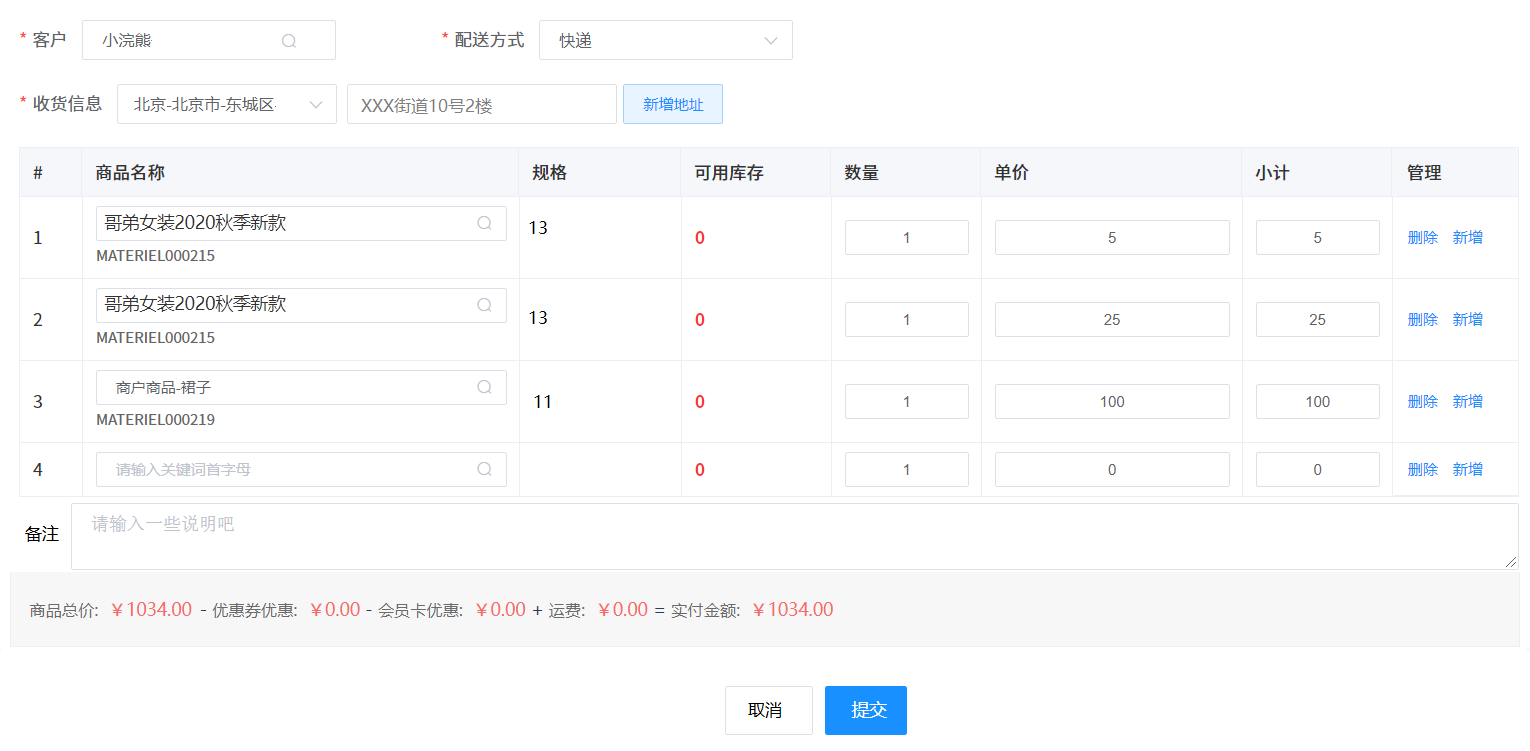 * 客户 小浣熊 * 配送方式 快递
* 收货信息 北京-北京市-东城区- XXX街道10号2楼 新增地址
# 商品名称 规格 可用库存 数量 单价 小计 管理
1 哥弟女装2020秋季新款 13 0 1 5 5 删除 新增
MATERIEL000215
2 哥弟女装2020秋季新款 13 0 1 25 25 删除 新增
MATERIEL000215
3 商户商品-裙子 11 0 1 100 100 删除 新增
MATERIEL000219
4 请输入关键词首字母 0 1 0 0 删除 新增
备注 请输入一些说明吧
商品总价: ¥1034.00 - 优惠券优惠: ¥0.00 - 会员卡优惠: ¥0.00 + 运费: ¥0.00 = 实付金额: ¥1034.00
取消 提交